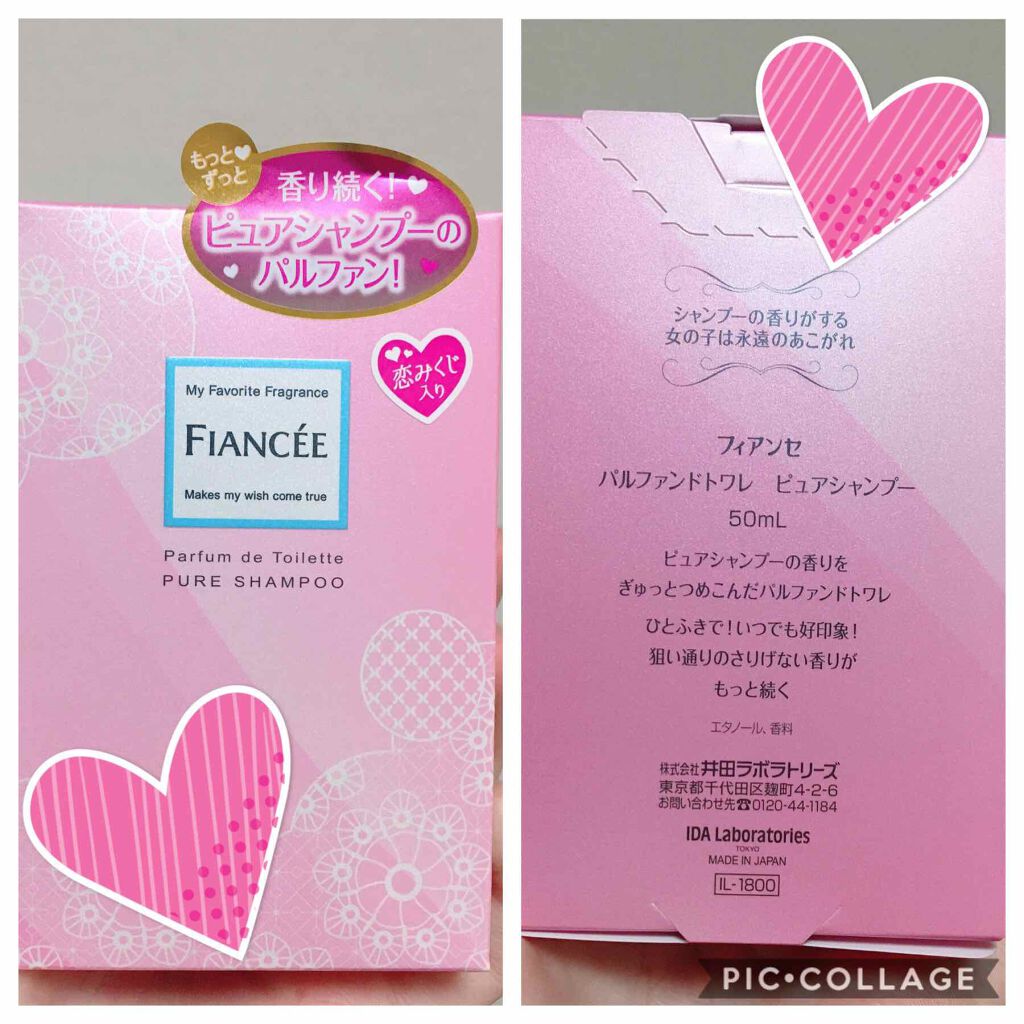 もっと♥
ずっと
香り続く!♥
ピュアシャンプーの
パルファン!
恋みくじ
入り
My Favorite Fragrance
FIANCÉE
Makes my wish come true
Parfum de Toilette
PURE SHAMPOO
シャンプーの香りがする
女の子は永遠のあこがれ
フィアンセ
パルファンドトワレ ピュアシャンプー
50mL
ピュアシャンプーの香りを
ぎゅっとつめこんだパルファンドトワレ
ひとふきで!いつでも好印象!
狙い通りのさりげない香りが
もっと続く
エタノール、香料
株式会社 井田ラボラトリーズ
東京都千代田区麹町4-2-6
お問い合わせ先☎0120-44-1184
IDA Laboratories
TOKYO
MADE IN JAPAN
IL-1800
PIC•COLLAGE